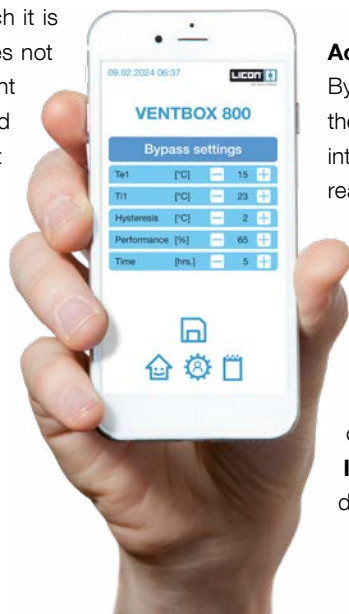 ch it is
es not
nt
d
t
09.02.2024 06:37 LICON
VENTBOX 800
Bypass settings
Te1 [°C] − 15 +
Ti1 [°C] − 23 +
Hysteresis [°C] − 2 +
Performance [%] − 65 +
Time [hrs.] − 5 +
Ac
By
the
int
rea
c
I
d